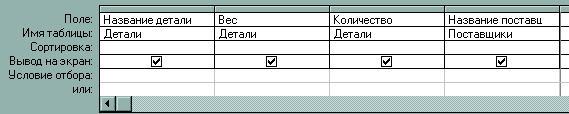 Поле: Название детали Вес Количество Название поставщ
Имя таблицы: Детали Детали Детали Поставщики
Сортировка:
Вывод на экран:
Условие отбора:
или: